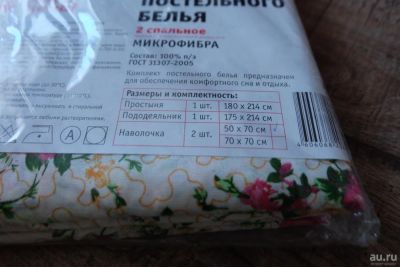 ПОСТЕЛЬНОГО
БЕЛЬЯ
2 спальное
МИКРОФИБРА
Состав: 100% п/э
ГОСТ 31307-2005
Комплект постельного белья предназначен
для обеспечения комфортного сна и отдыха.
Размеры и комплектность:
Простыня 1 шт. 180 x 214 см
Пододеяльник 1 шт. 175 x 214 см
Наволочка 2 шт. 50 x 70 см
70 x 70 см
A
au.ru